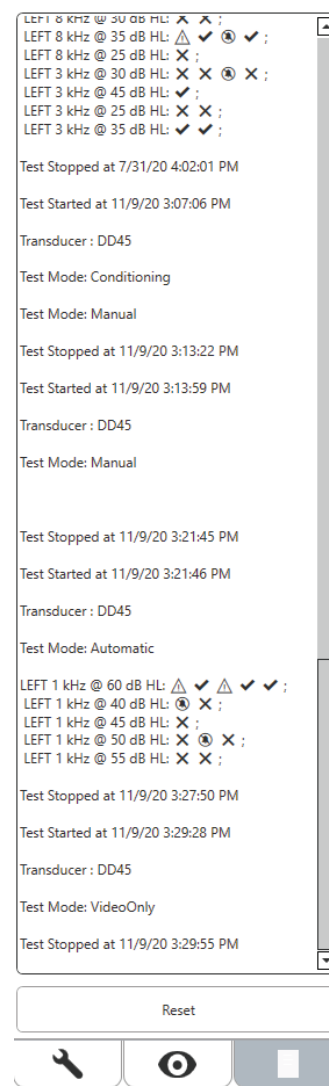 LEFT 8 kHz @ 30 dB HL: ✕ ✕ ;
LEFT 8 kHz @ 35 dB HL: ⚠ ✔ 🔕 ✔ ;
LEFT 8 kHz @ 25 dB HL: ✕ ;
LEFT 3 kHz @ 30 dB HL: ✕ ✕ 🔕 ✕ ;
LEFT 3 kHz @ 45 dB HL: ✔ ;
LEFT 3 kHz @ 25 dB HL: ✕ ✕ ;
LEFT 3 kHz @ 35 dB HL: ✔ ✔ ;
Test Stopped at 7/31/20 4:02:01 PM
Test Started at 11/9/20 3:07:06 PM
Transducer : DD45
Test Mode: Conditioning
Test Mode: Manual
Test Stopped at 11/9/20 3:13:22 PM
Test Started at 11/9/20 3:13:59 PM
Transducer : DD45
Test Mode: Manual
Test Stopped at 11/9/20 3:21:45 PM
Test Started at 11/9/20 3:21:46 PM
Transducer : DD45
Test Mode: Automatic
LEFT 1 kHz @ 60 dB HL: ⚠ ✔ ⚠ ✔ ✔ ;
LEFT 1 kHz @ 40 dB HL: 🔕 ✕ ;
LEFT 1 kHz @ 45 dB HL: ✕ ;
LEFT 1 kHz @ 50 dB HL: ✕ 🔕 ✕ ;
LEFT 1 kHz @ 55 dB HL: ✕ ✕ ;
Test Stopped at 11/9/20 3:27:50 PM
Test Started at 11/9/20 3:29:28 PM
Transducer : DD45
Test Mode: VideoOnly
Test Stopped at 11/9/20 3:29:55 PM
Reset